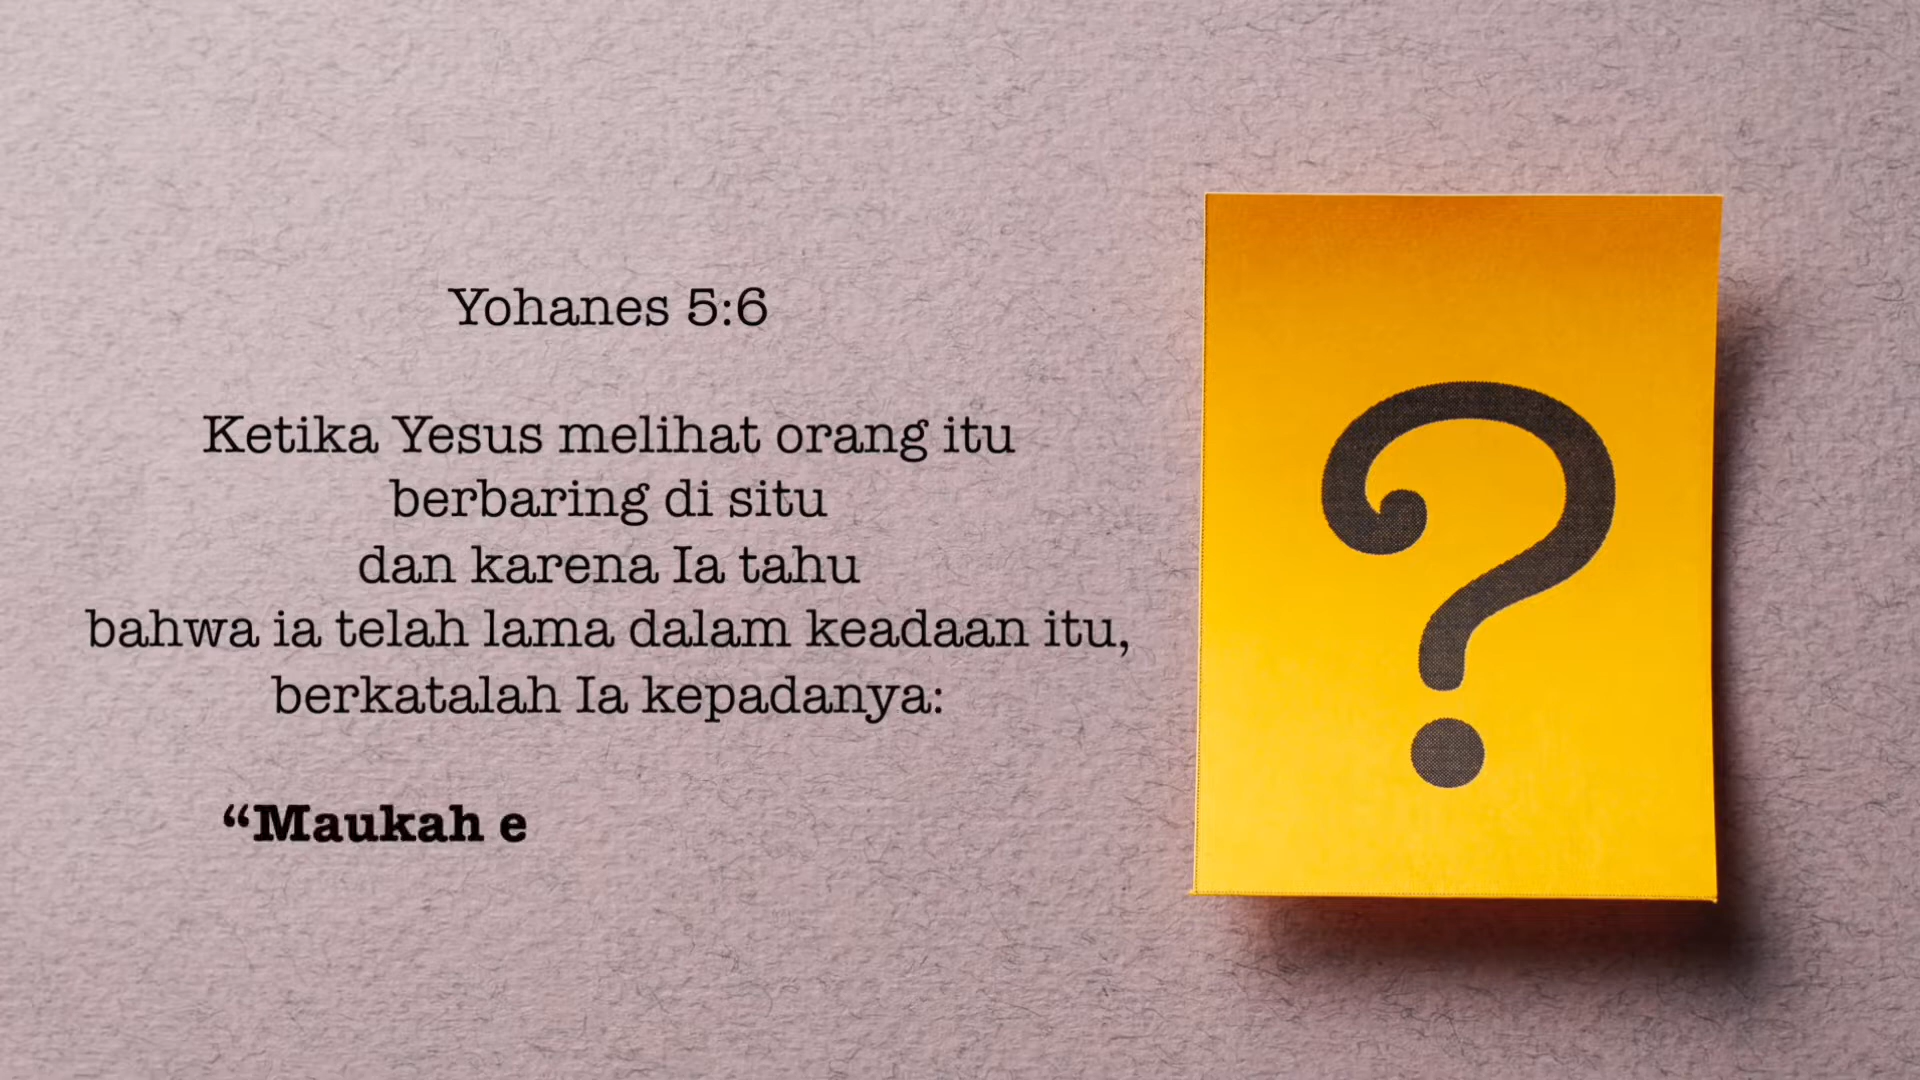 Yohanes 5:6
Ketika Yesus melihat orang itu
berbaring di situ
dan karena Ia tahu
bahwa ia telah lama dalam keadaan itu,
berkatalah Ia kepadanya:
“Maukah e
?